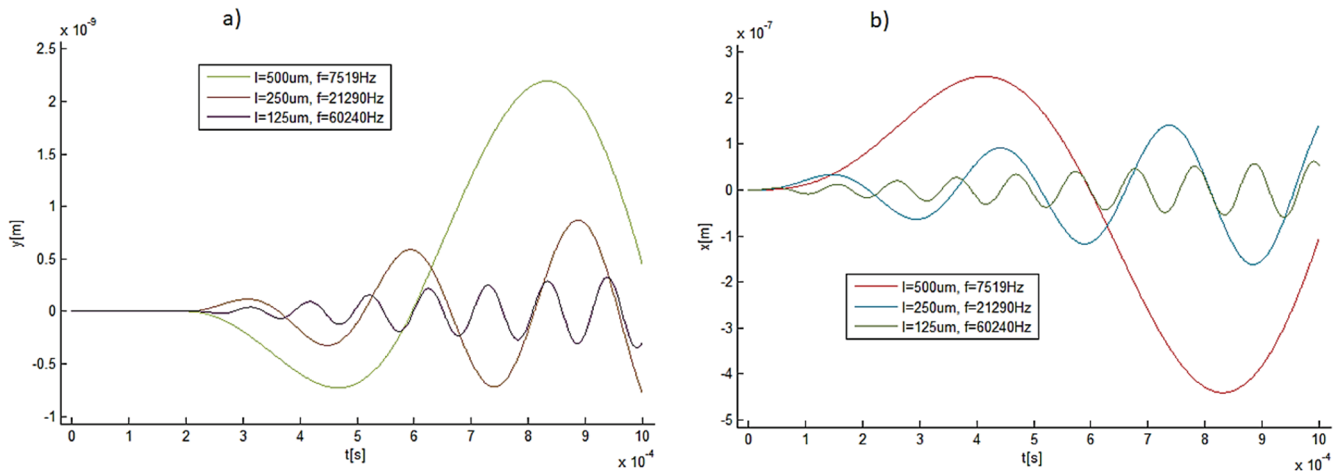 a)
x 10⁻⁹
2.5
2
1.5
1
0.5
0
-0.5
-1
y[m]
l=500um, f=7519Hz
l=250um, f=21290Hz
l=125um, f=60240Hz
0 1 2 3 4 5 6 7 8 9 10
t[s]
x 10⁻⁴
b)
x 10⁻⁷
3
2
1
0
-1
-2
-3
-4
-5
x[m]
l=500um, f=7519Hz
l=250um, f=21290Hz
l=125um, f=60240Hz
0 1 2 3 4 5 6 7 8 9 10
t[s]
x 10⁻⁴